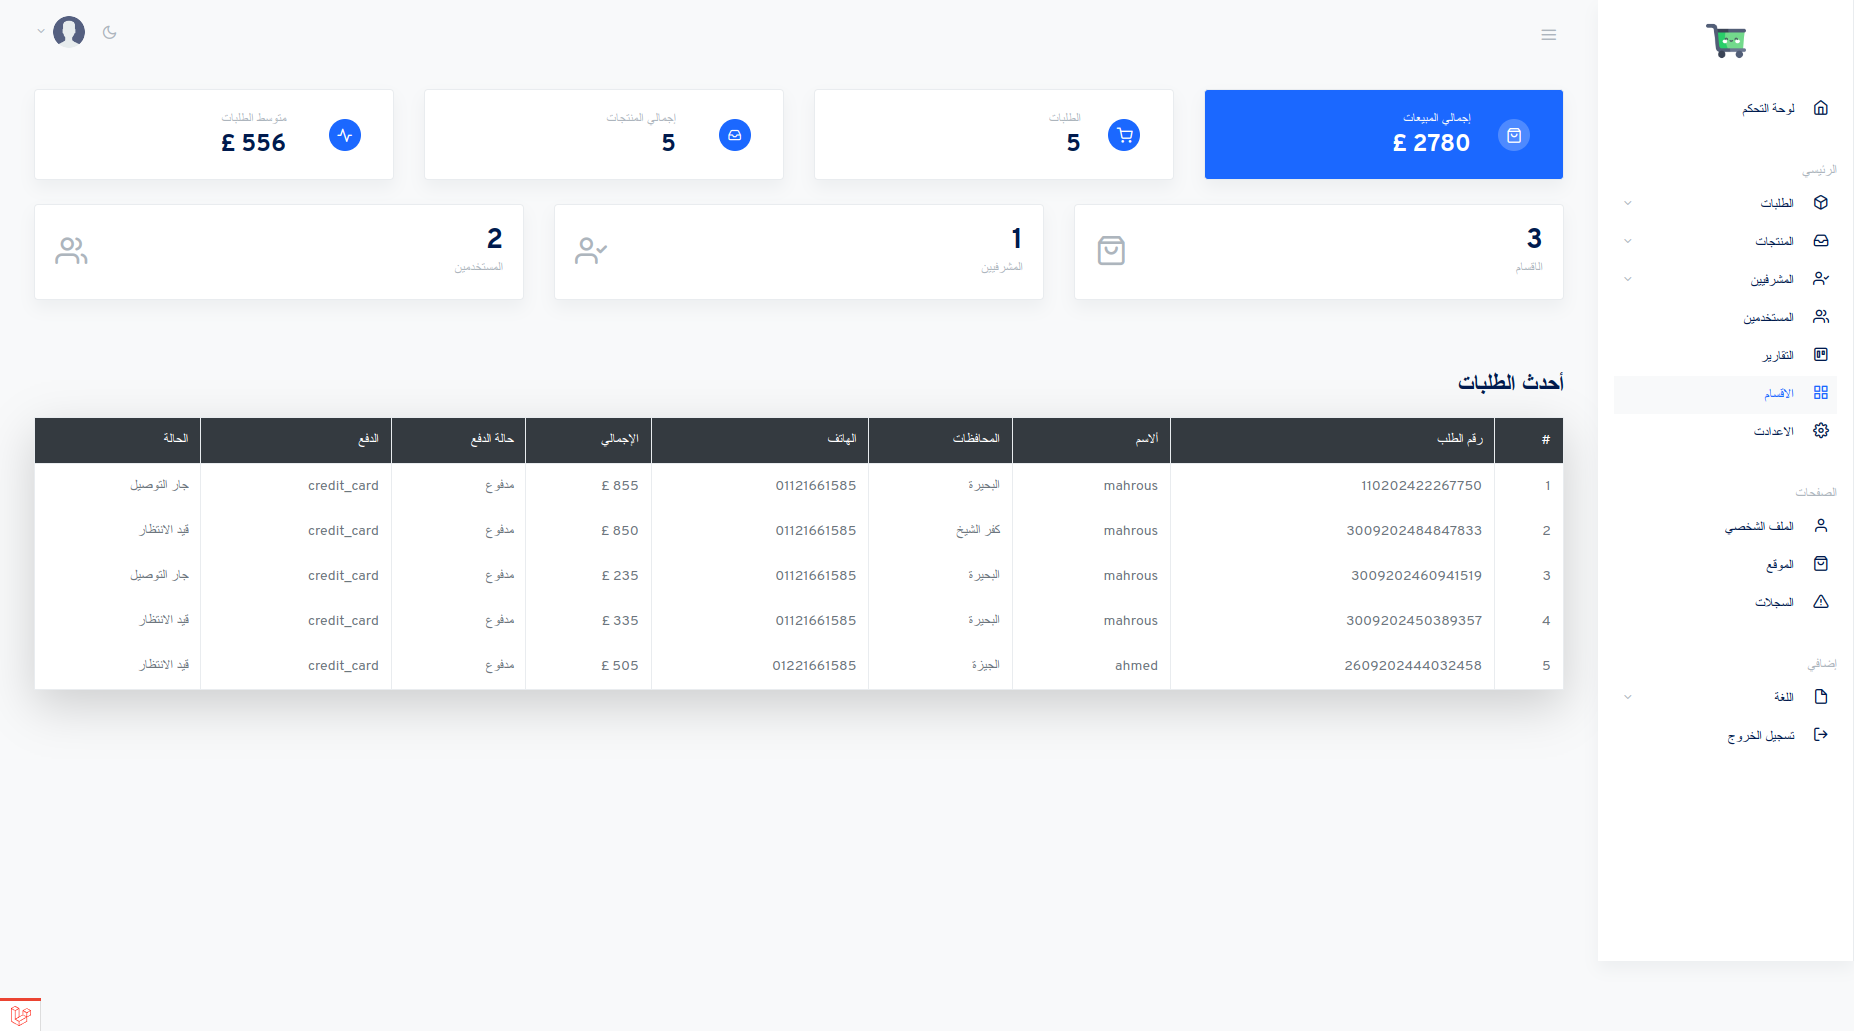 لوحة التحكم
الرئيسي
الطلبات
المنتجات
المشرفيين
المستخدمين
التقارير
الاقسام
الاعدادت
الصفحات
الملف الشخصي
الموقع
السجلات
إضافي
اللغة
تسجيل الخروج
إجمالي المبيعات
£ 2780
الطلبات
5
إجمالي المنتجات
5
متوسط الطلبات
£ 556
3
الاقسام
1
المشرفيين
2
المستخدمين
أحدث الطلبات
# رقم الطلب ألاسم المحافظات الهاتف الإجمالي حالة الدفع الدفع الحالة
1 110202422267750 mahrous البحيرة 01121661585 £ 855 مدفوع credit_card جار التوصيل
2 3009202484847833 mahrous كفر الشيخ 01121661585 £ 850 مدفوع credit_card قيد الانتظار
3 3009202460941519 mahrous البحيرة 01121661585 £ 235 مدفوع credit_card جار التوصيل
4 3009202450389357 mahrous البحيرة 01121661585 £ 335 مدفوع credit_card قيد الانتظار
5 2609202444032458 ahmed الجيزة 01221661585 £ 505 مدفوع credit_card قيد الانتظار